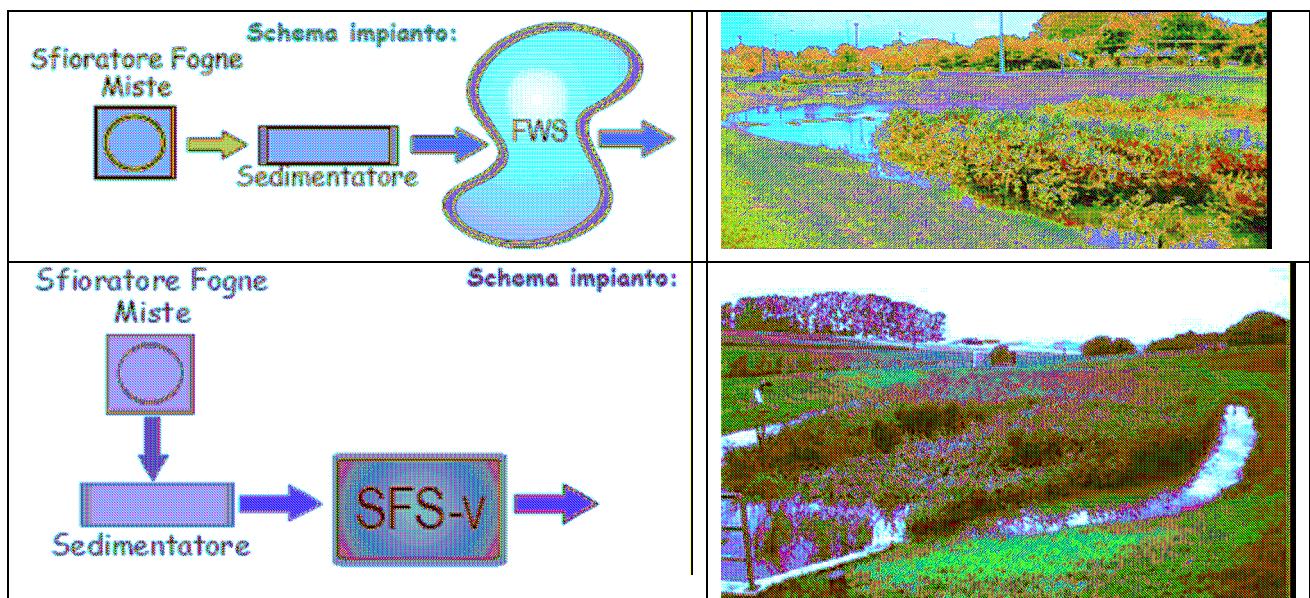 Schema impianto:
Sfioratore Fogne
Miste
FWS
Sedimentatore
Sfioratore Fogne
Miste
Schema impianto:
SFS-v
Sedimentatore